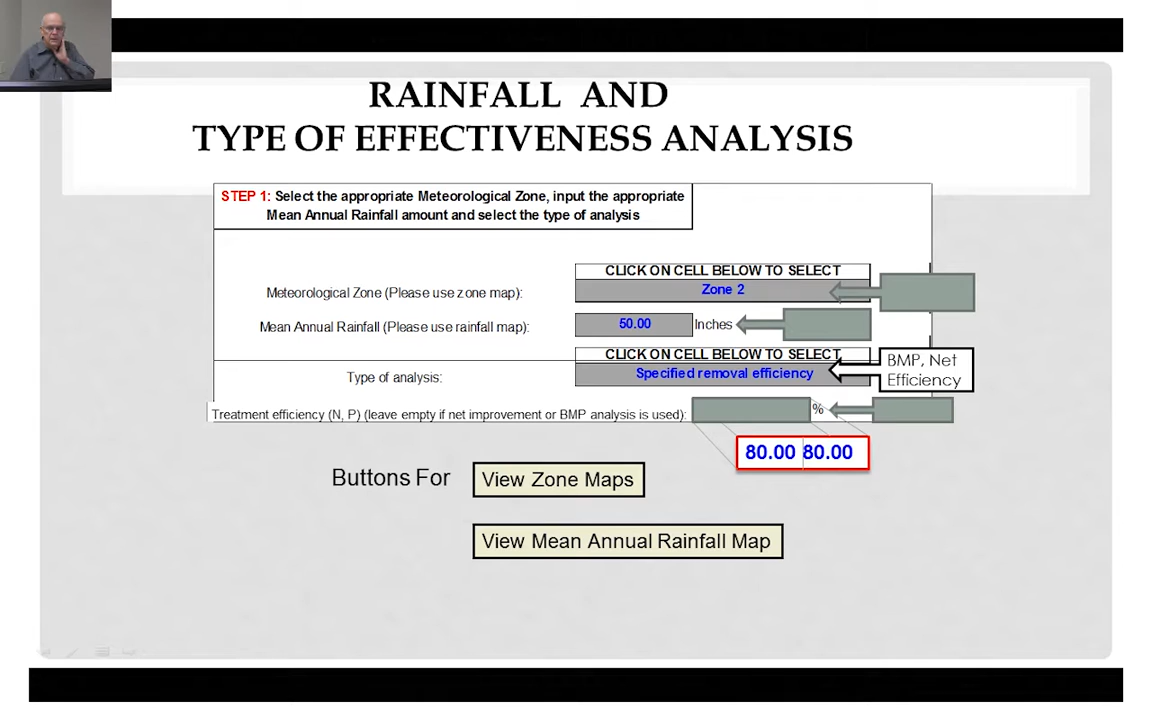 RAINFALL AND
TYPE OF EFFECTIVENESS ANALYSIS
STEP 1: Select the appropriate Meteorological Zone, input the appropriate
Mean Annual Rainfall amount and select the type of analysis
CLICK ON CELL BELOW TO SELECT
Meteorological Zone (Please use zone map):
Zone 2
Mean Annual Rainfall (Please use rainfall map):
50.00
Inches
CLICK ON CELL BELOW TO SELECT
Type of analysis:
Specified removal efficiency
BMP, Net
Efficiency
Treatment efficiency (N, P) (leave empty if net improvement or BMP analysis is used):
%
80.00 80.00
Buttons For
View Zone Maps
View Mean Annual Rainfall Map